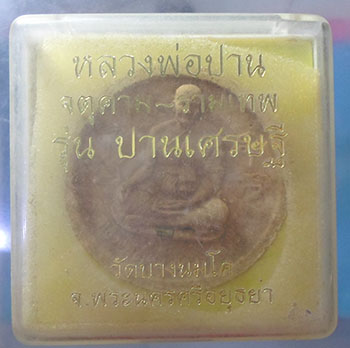 หลวงพ่อปาน
จตุคาม-รามเทพ
รุ่น ปานเศรษฐี
วัดบางนมโค
จ.พระนครศรีอยุธยา